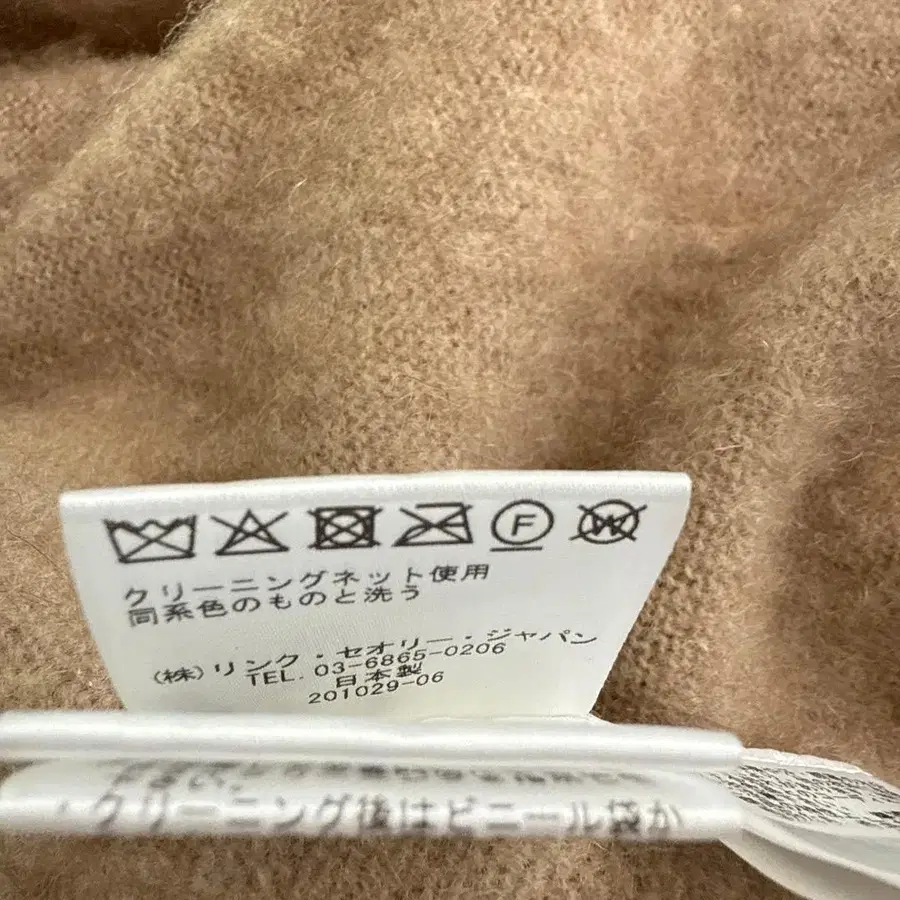 F
W
クリーニングネット使用
同系色のものと洗う
(株)リンク・セオリー・ジャパン
TEL. 03-6865-0206
日本製
201029-06
・クリーニング後はビニール袋か